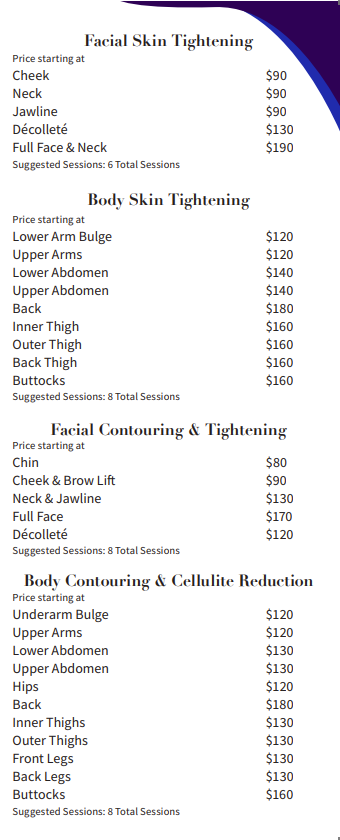 Facial Skin Tightening
Price starting at
Cheek $90
Neck $90
Jawline $90
Décolleté $130
Full Face & Neck $190
Suggested Sessions: 6 Total Sessions
Body Skin Tightening
Price starting at
Lower Arm Bulge $120
Upper Arms $120
Lower Abdomen $140
Upper Abdomen $140
Back $180
Inner Thigh $160
Outer Thigh $160
Back Thigh $160
Buttocks $160
Suggested Sessions: 8 Total Sessions
Facial Contouring & Tightening
Price starting at
Chin $80
Cheek & Brow Lift $90
Neck & Jawline $130
Full Face $170
Décolleté $120
Suggested Sessions: 8 Total Sessions
Body Contouring & Cellulite Reduction
Price starting at
Underarm Bulge $120
Upper Arms $120
Lower Abdomen $130
Upper Abdomen $130
Hips $120
Back $180
Inner Thighs $130
Outer Thighs $130
Front Legs $130
Back Legs $130
Buttocks $160
Suggested Sessions: 8 Total Sessions